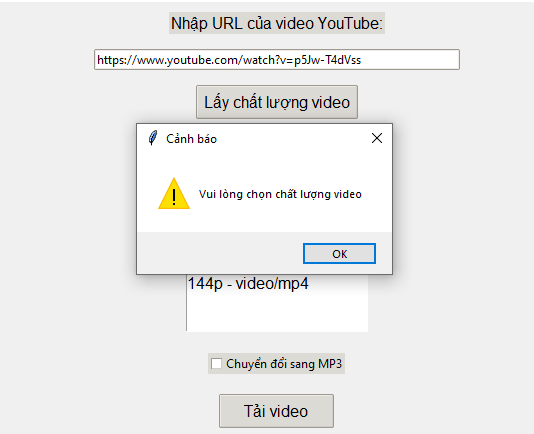 Nhập URL của video YouTube:
https://www.youtube.com/watch?v=p5Jw-T4dVss
Lấy chất lượng video
Cảnh báo
Vui lòng chọn chất lượng video
OK
144p - video/mp4
Chuyển đổi sang MP3
Tải video